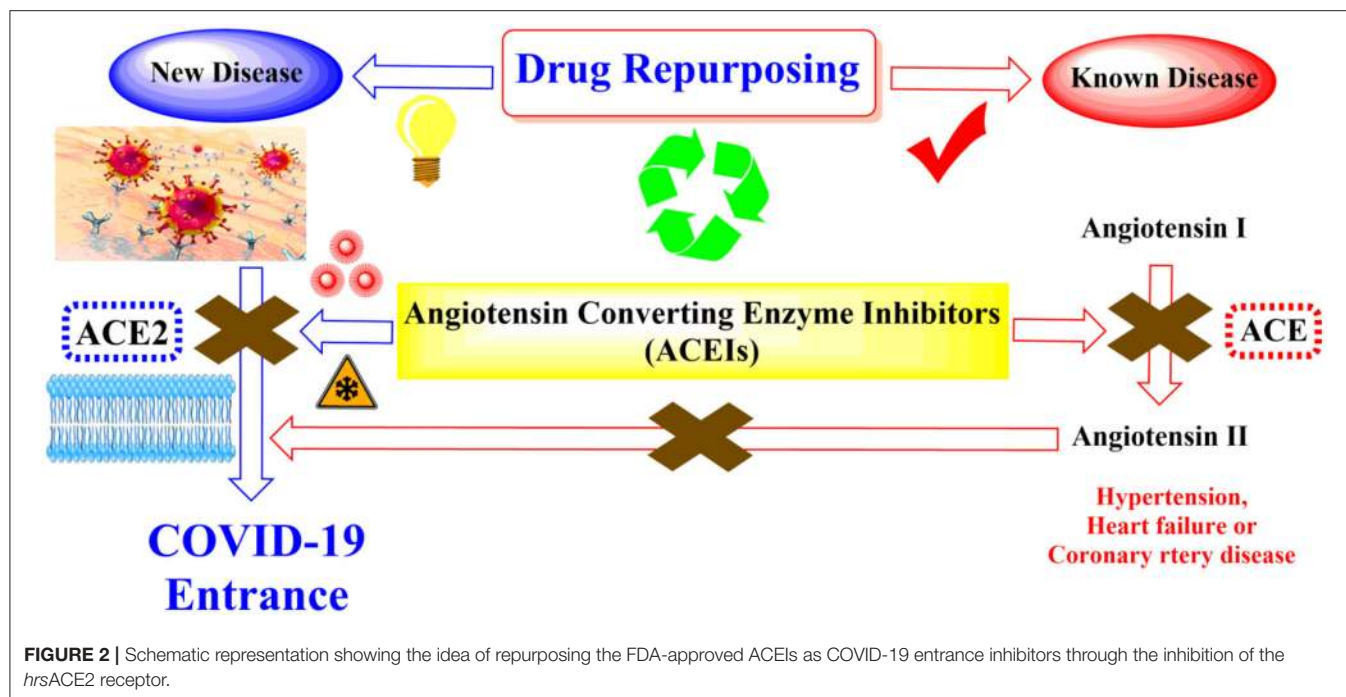 New Disease
Drug Repurposing
Known Disease
Angiotensin I
ACE2
Angiotensin Converting Enzyme Inhibitors
(ACEIs)
ACE
Angiotensin II
Hypertension,
Heart failure or
Coronary rtery disease
COVID-19
Entrance
FIGURE 2 | Schematic representation showing the idea of repurposing the FDA-approved ACEIs as COVID-19 entrance inhibitors through the inhibition of the
hrsACE2 receptor.